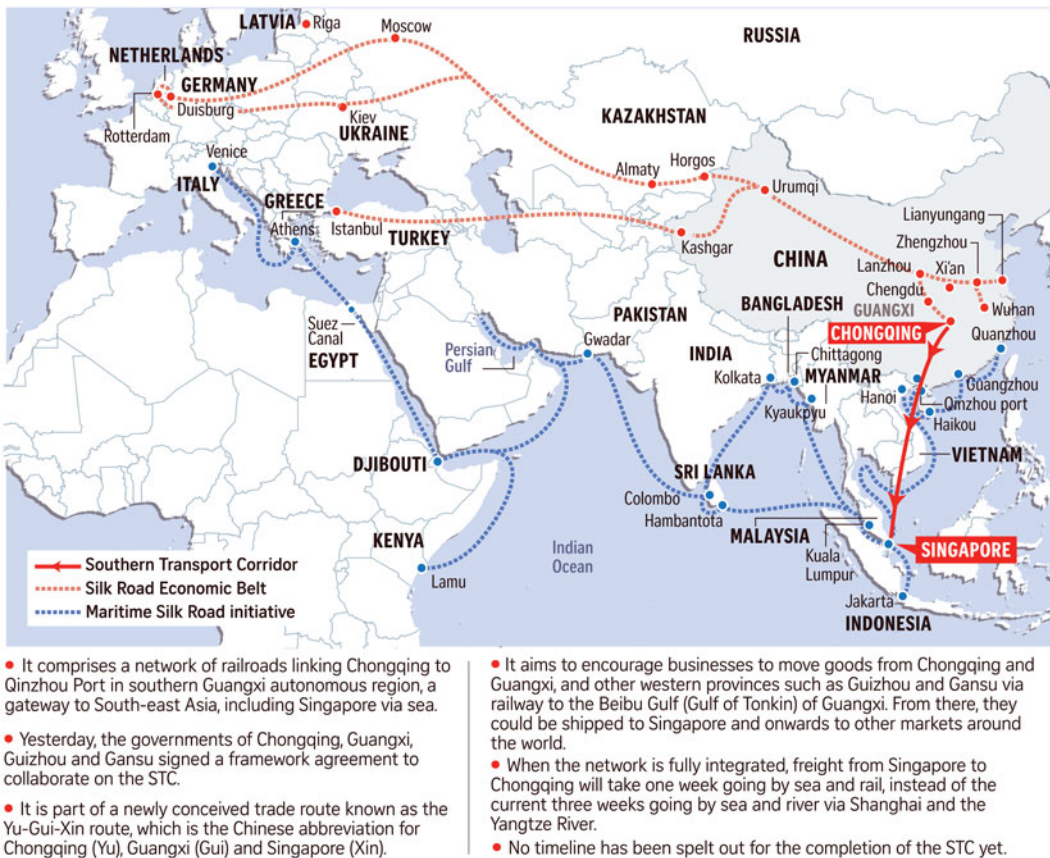 LATVIA
Riga
Moscow
RUSSIA
NETHERLANDS
GERMANY
Duisburg
Rotterdam
Kiev
UKRAINE
KAZAKHSTAN
Venice
ITALY
Almaty
Horgos
Urumqi
GREECE
Athens
Istanbul
TURKEY
Kashgar
Lianyungang
Zhengzhou
CHINA
Lanzhou
Xi'an
Chengdu
GUANGXI
Wuhan
CHONGQING
Quanzhou
Suez
Canal
EGYPT
Persian
Gulf
PAKISTAN
Gwadar
BANGLADESH
INDIA
Chittagong
Kolkata
MYANMAR
Kyaukpyu
Hanoi
Guangzhou
Qmzhou port
Haikou
VIETNAM
DJIBOUTI
SRI LANKA
Colombo
Hambantota
MALAYSIA
Kuala
Lumpur
SINGAPORE
KENYA
Lamu
Indian
Ocean
Jakarta
INDONESIA
Southern Transport Corridor
Silk Road Economic Belt
Maritime Silk Road initiative
• It comprises a network of railroads linking Chongqing to
Qinzhou Port in southern Guangxi autonomous region, a
gateway to South-east Asia, including Singapore via sea.
• Yesterday, the governments of Chongqing, Guangxi,
Guizhou and Gansu signed a framework agreement to
collaborate on the STC.
• It is part of a newly conceived trade route known as the
Yu-Gui-Xin route, which is the Chinese abbreviation for
Chongqing (Yu), Guangxi (Gui) and Singapore (Xin).
• It aims to encourage businesses to move goods from Chongqing and
Guangxi, and other western provinces such as Guizhou and Gansu via
railway to the Beibu Gulf (Gulf of Tonkin) of Guangxi. From there, they
could be shipped to Singapore and onwards to other markets around
the world.
• When the network is fully integrated, freight from Singapore to
Chongqing will take one week going by sea and rail, instead of the
current three weeks going by sea and river via Shanghai and the
Yangtze River.
• No timeline has been spelt out for the completion of the STC yet.